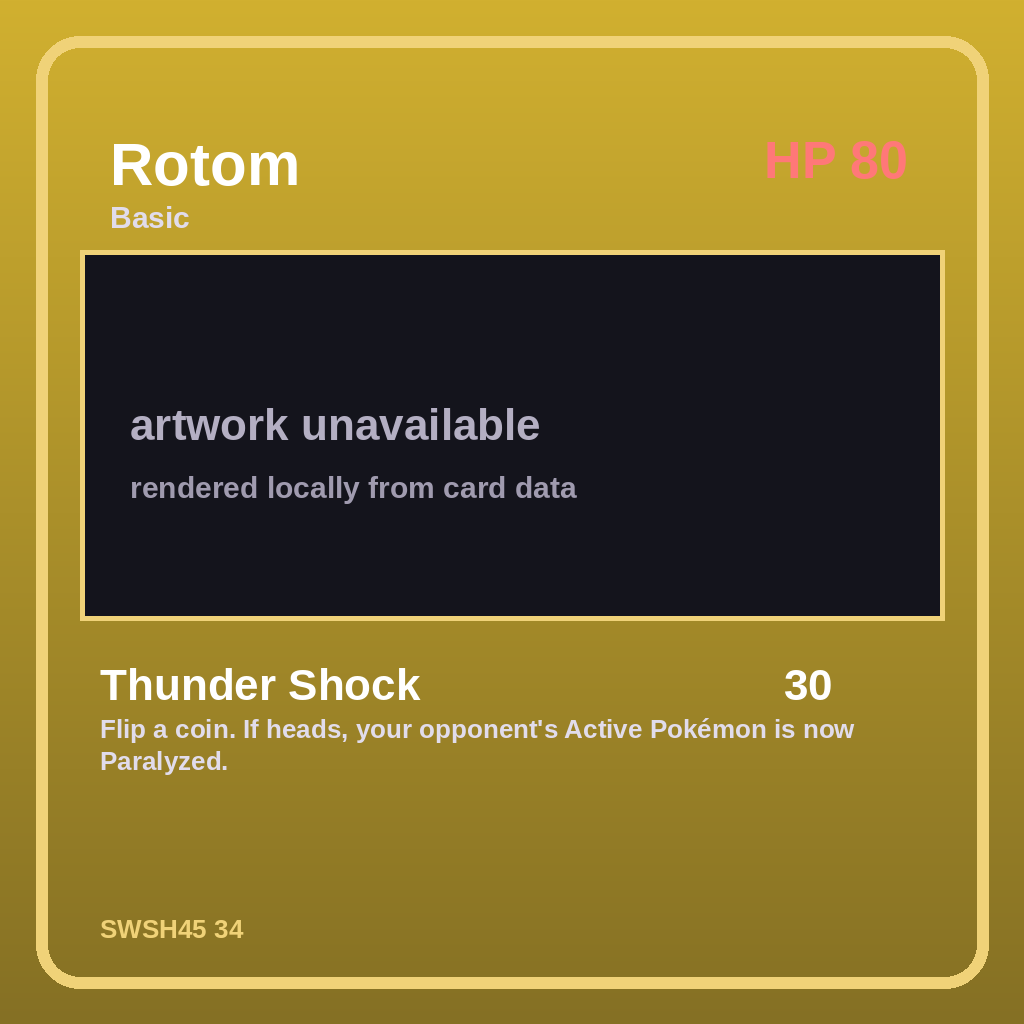 Rotom
HP 80
Basic
artwork unavailable
rendered locally from card data
Thunder Shock 30
Flip a coin. If heads, your opponent's Active Pokémon is now
Paralyzed.
SWSH45 34